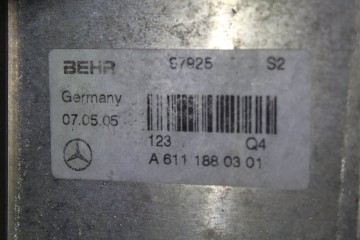 BEHR 97925 S2
Germany
07.05.05
123 Q4
A 611 188 03 01